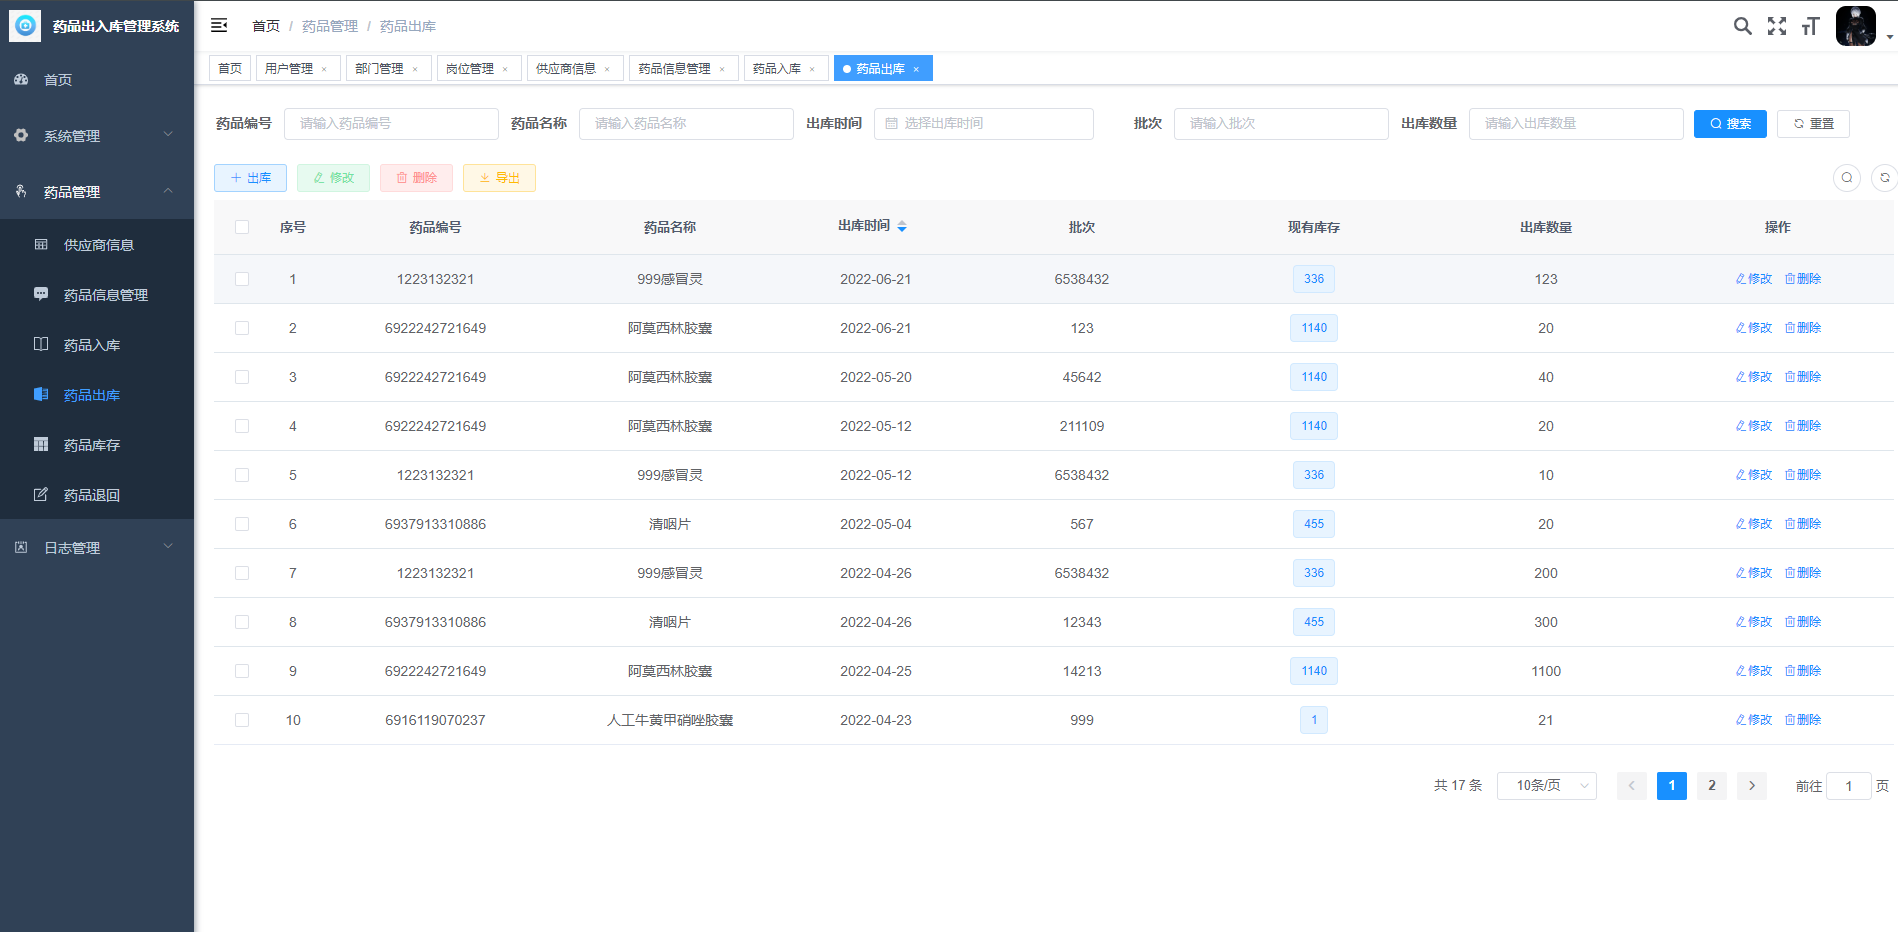 药品出入库管理系统
首页
系统管理
药品管理
供应商信息
药品信息管理
药品入库
药品出库
药品库存
药品退回
日志管理
首页 / 药品管理 / 药品出库
首页 用户管理 × 部门管理 × 岗位管理 × 供应商信息 × 药品信息管理 × 药品入库 × 药品出库 ×
药品编号 请输入药品编号 药品名称 请输入药品名称 出库时间 选择出库时间 批次 请输入批次 出库数量 请输入出库数量 搜索 重置
出库 修改 删除 导出
序号 药品编号 药品名称 出库时间 批次 现有库存 出库数量 操作
1 1223132321 999感冒灵 2022-06-21 6538432 336 123 修改 删除
2 6922242721649 阿莫西林胶囊 2022-06-21 123 1140 20 修改 删除
3 6922242721649 阿莫西林胶囊 2022-05-20 45642 1140 40 修改 删除
4 6922242721649 阿莫西林胶囊 2022-05-12 211109 1140 20 修改 删除
5 1223132321 999感冒灵 2022-05-12 6538432 336 10 修改 删除
6 6937913310886 清咽片 2022-05-04 567 455 20 修改 删除
7 1223132321 999感冒灵 2022-04-26 6538432 336 200 修改 删除
8 6937913310886 清咽片 2022-04-26 12343 455 300 修改 删除
9 6922242721649 阿莫西林胶囊 2022-04-25 14213 1140 1100 修改 删除
10 6916119070237 人工牛黄甲硝唑胶囊 2022-04-23 999 1 21 修改 删除
共 17 条 10条/页 1 2 前往 1 页